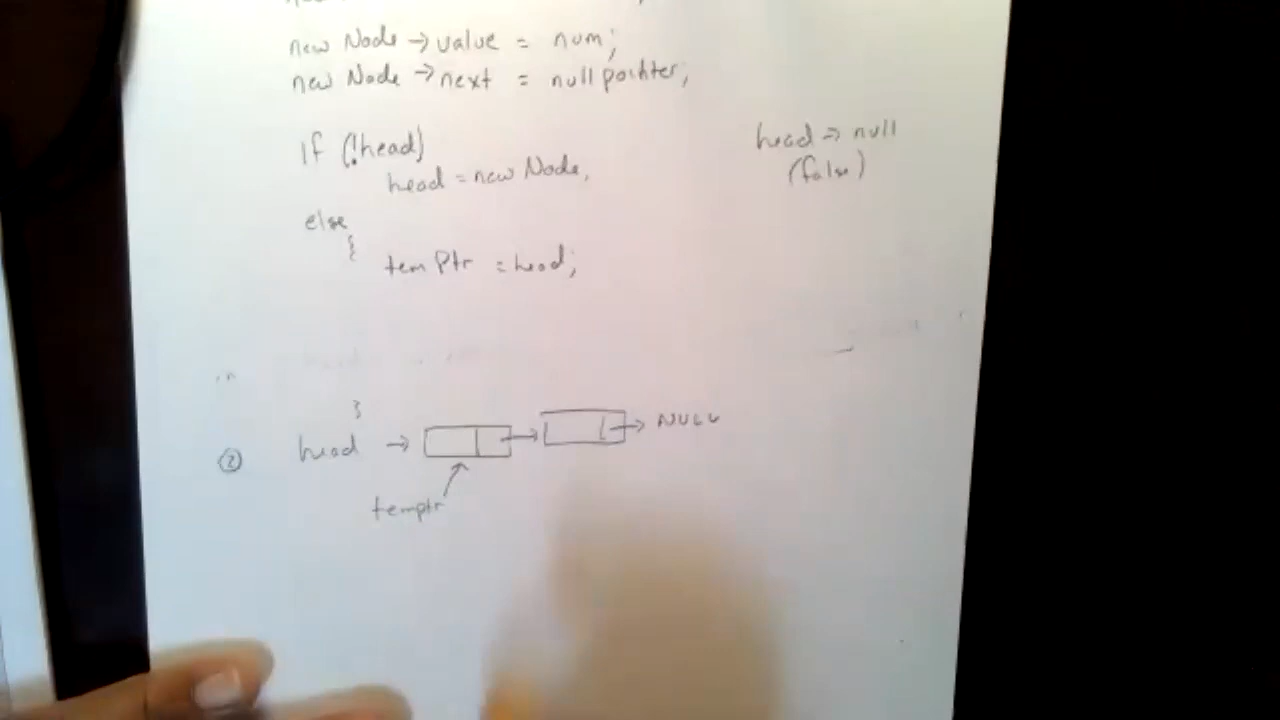 new Node → value = num;
new Node → next = null pointer;
if (!head)
head = new Node;
else
{
temPtr = head;
}
head ⇒ null
(false)
② head → → → NULL
temptr